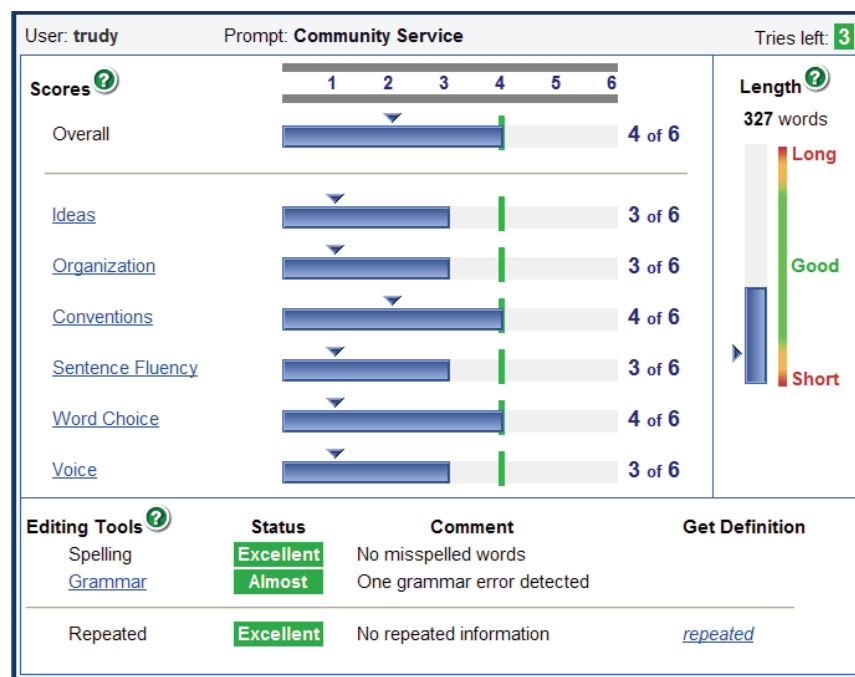 User: trudy Prompt: Community Service Tries left: 3
Scores ? 1 2 3 4 5 6
Overall 4 of 6
Ideas 3 of 6
Organization 3 of 6
Conventions 4 of 6
Sentence Fluency 3 of 6
Word Choice 4 of 6
Voice 3 of 6
Length ?
327 words
Long
Good
Short
Editing Tools ? Status Comment Get Definition
Spelling Excellent No misspelled words
Grammar Almost One grammar error detected
Repeated Excellent No repeated information repeated